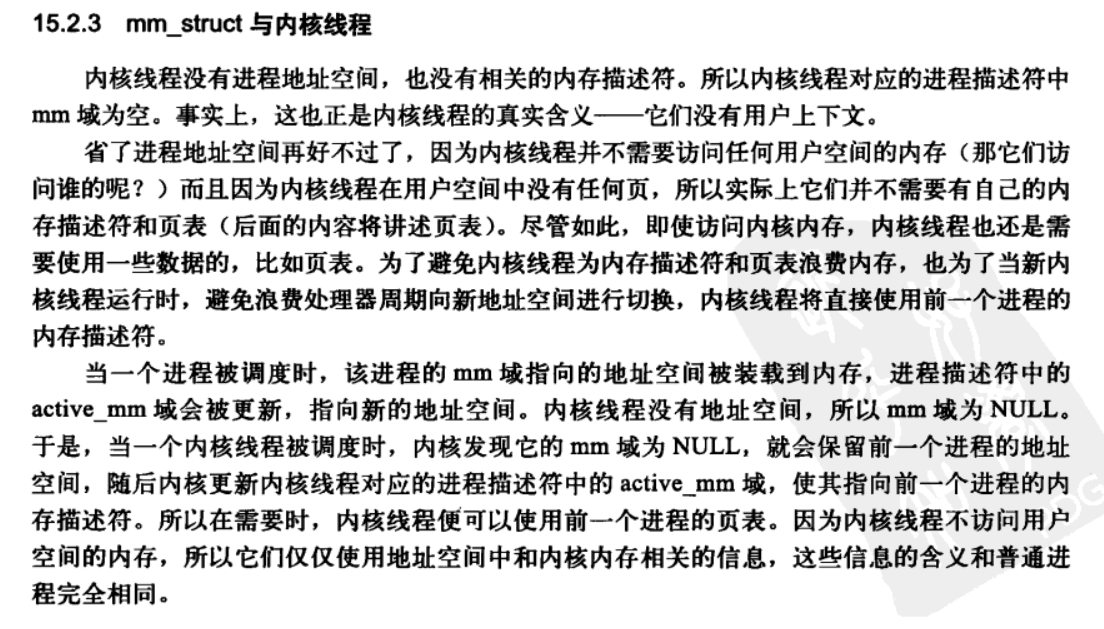 15.2.3 mm_struct 与内核线程
内核线程没有进程地址空间，也没有相关的内存描述符。所以内核线程对应的进程描述符中
mm 域为空。事实上，这也正是内核线程的真实含义——它们没有用户上下文。
省了进程地址空间再好不过了，因为内核线程并不需要访问任何用户空间的内存（那它们访
问谁的呢？）而且因为内核线程在用户空间中没有任何页，所以实际上它们并不需要有自己的内
存描述符和页表（后面的内容将讲述页表）。尽管如此，即使访问内核内存，内核线程也还是需
要使用一些数据的，比如页表。为了避免内核线程为内存描述符和页表浪费内存，也为了当新内
核线程运行时，避免浪费处理器周期向新地址空间进行切换，内核线程将直接使用前一个进程的
内存描述符。
当一个进程被调度时，该进程的 mm 域指向的地址空间被装载到内存，进程描述符中的
active_mm 域会被更新，指向新的地址空间。内核线程没有地址空间，所以 mm 域为 NULL。
于是，当一个内核线程被调度时，内核发现它的 mm 域为 NULL，就会保留前一个进程的地址
空间，随后内核更新内核线程对应的进程描述符中的 active_mm 域，使其指向前一个进程的内
存描述符。所以在需要时，内核线程便可以使用前一个进程的页表。因为内核线程不访问用户
空间的内存，所以它们仅仅使用地址空间中和内核内存相关的信息，这些信息的含义和普通进
程完全相同。